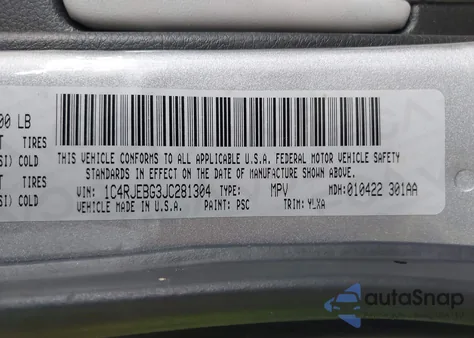 00 LB
T TIRES
SI) COLD
T TIRES
SI) COLD
THIS VEHICLE CONFORMS TO ALL APPLICABLE U.S.A. FEDERAL MOTOR VEHICLE SAFETY
STANDARDS IN EFFECT ON THE DATE OF MANUFACTURE SHOWN ABOVE.
VIN: 1C4RJEBG3JC281304 TYPE: MPV MDH: 010422 301AA
VEHICLE MADE IN U.S.A. PAINT: PSC TRIM: YLXA
autoSnap